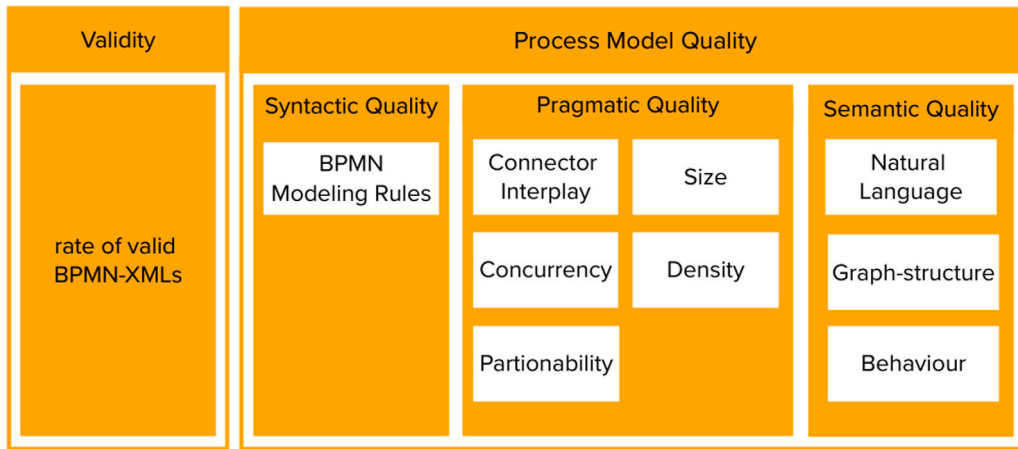 Validity
rate of valid
BPMN-XMLs
Process Model Quality
Syntactic Quality
BPMN
Modeling Rules
Pragmatic Quality
Connector
Interplay
Size
Concurrency
Density
Partionability
Semantic Quality
Natural
Language
Graph-structure
Behaviour